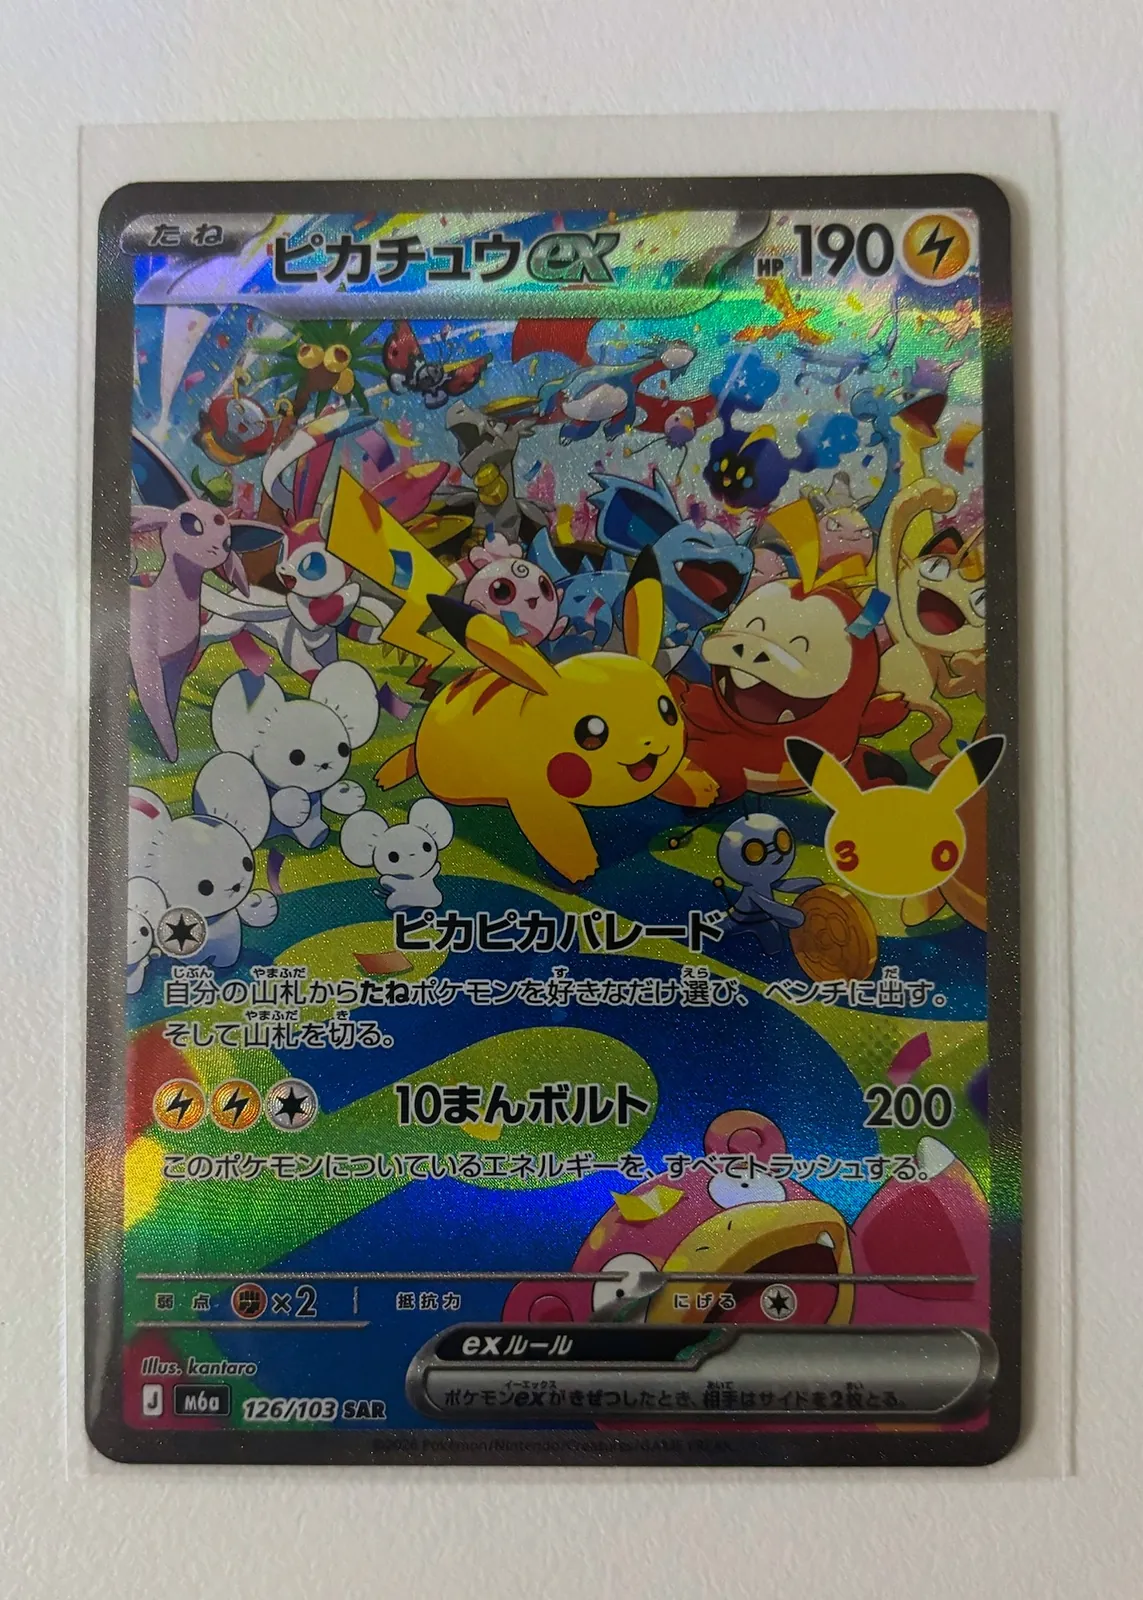 たね ピカチュウex HP 190
30
ピカピカパレード
自分の山札からたねポケモンを好きなだけ選び、ベンチに出す。
そして山札を切る。
10まんボルト 200
このポケモンについているエネルギーを、すべてトラッシュする。
弱点 ×2 抵抗力 にげる
exルール
ポケモンexがきぜつしたとき、相手はサイドを2枚とる。
Illus. kantaro
J M6a 126/103 SAR
©2026 Pokémon/Nintendo/Creatures/GAME FREAK